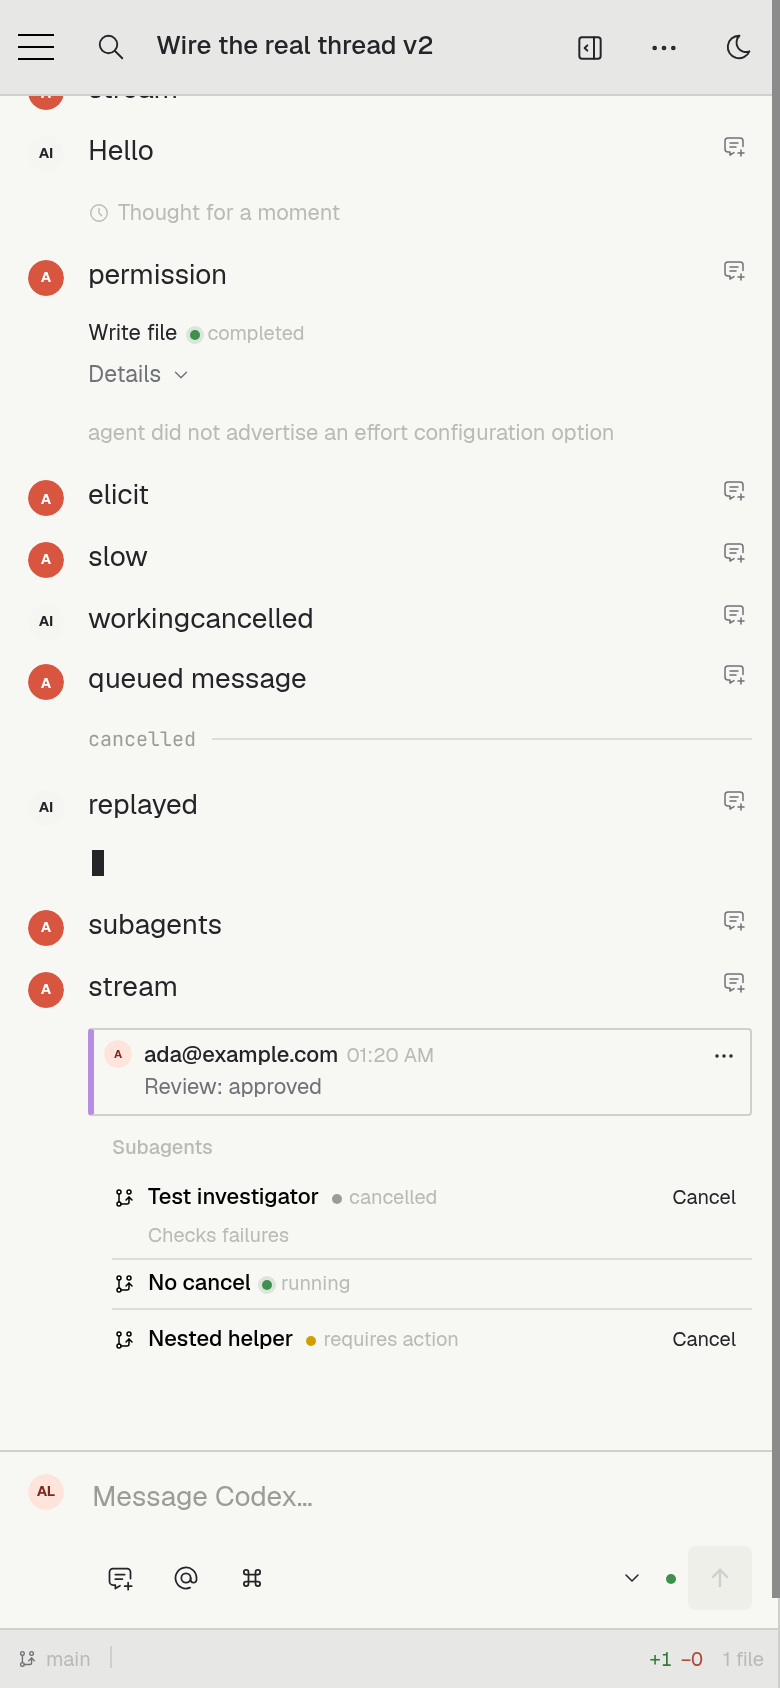 Wire the real thread v2
A stream
AI Hello
Thought for a moment
A permission
Write file completed
Details
agent did not advertise an effort configuration option
A elicit
A slow
AI workingcancelled
A queued message
cancelled
AI replayed
A subagents
A stream
A ada@example.com 01:20 AM
Review: approved
Subagents
Test investigator cancelled Cancel
Checks failures
No cancel running
Nested helper requires action Cancel
AL Message Codex…
main +1 −0 1 file